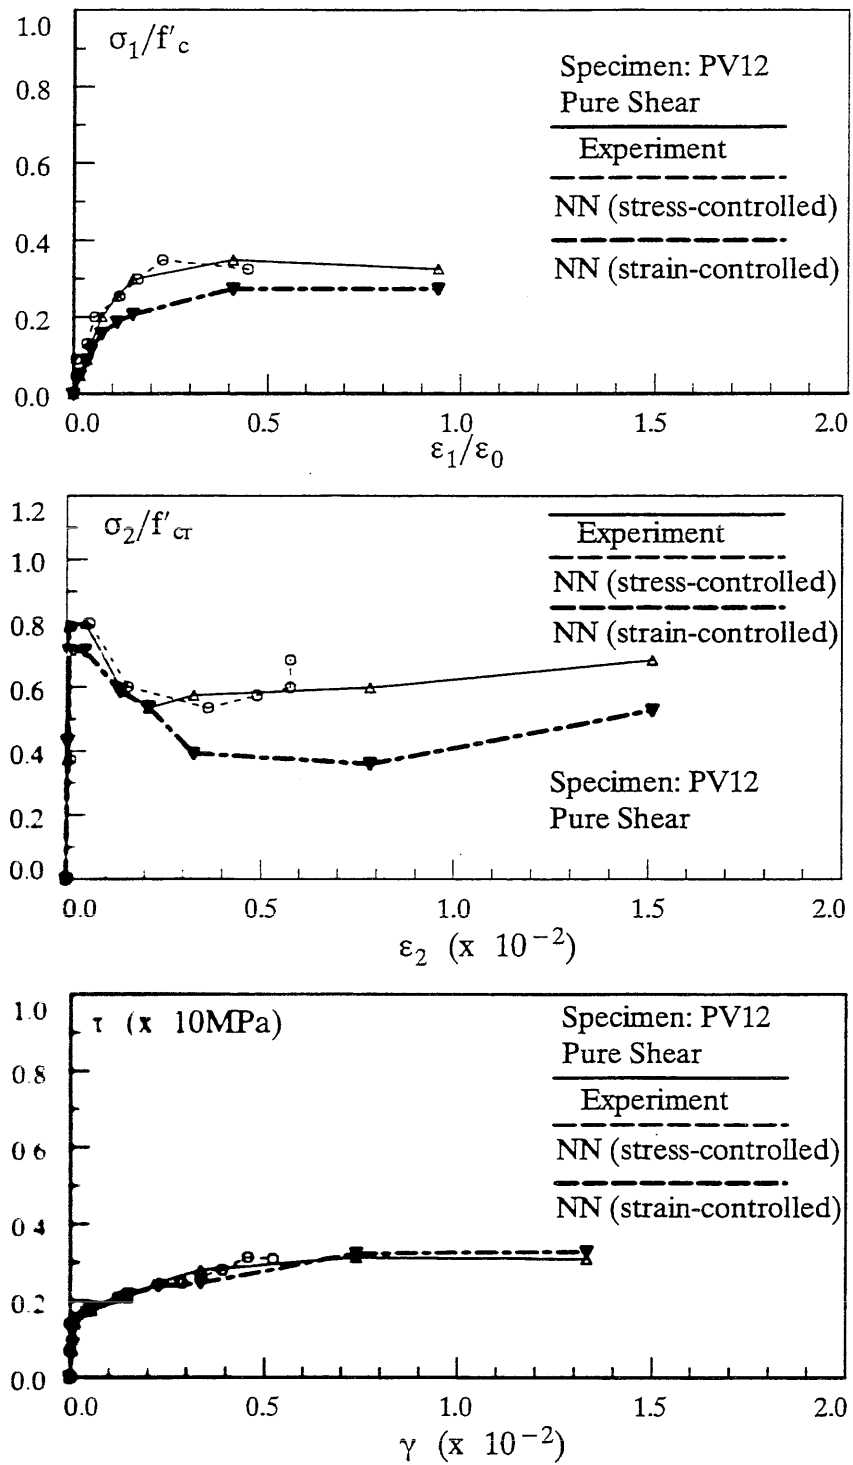 1.0
σ₁/f'c
Specimen: PV12
0.8
Pure Shear
Experiment
0.6
NN (stress-controlled)
0.4
NN (strain-controlled)
0.2
0.0
0.0 0.5 1.0 1.5 2.0
ε₁/ε₀
1.2
σ₂/f'cr
Experiment
1.0
NN (stress-controlled)
0.8
NN (strain-controlled)
0.6
0.4
Specimen: PV12
0.2
Pure Shear
0.0
0.0 0.5 1.0 1.5 2.0
ε₂ (x 10⁻²)
1.0
τ (x 10MPa)
Specimen: PV12
Pure Shear
0.8
Experiment
0.6
NN (stress-controlled)
NN (strain-controlled)
0.4
0.2
0.0
0.0 0.5 1.0 1.5 2.0
γ (x 10⁻²)